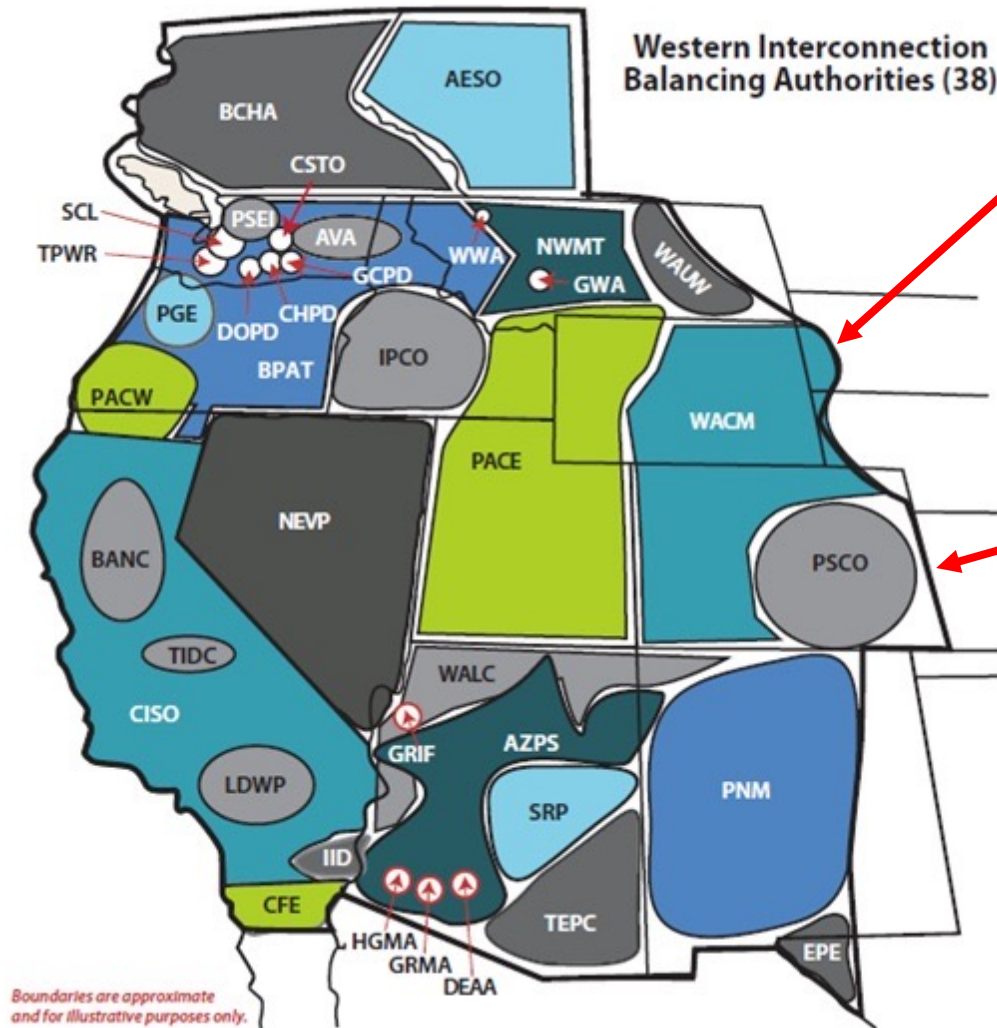 Western Interconnection
Balancing Authorities (38)
AESO
BCHA
CSTO
SCL
PSEI
TPWR
AVA
WWA
NWMT
WAUW
GCPD
GWA
PGE
CHPD
DOPD
IPCO
BPAT
PACW
WACM
PACE
NEVP
BANC
PSCO
TIDC
WALC
CISO
GRIF
AZPS
LDWP
SRP
PNM
IID
CFE
TEPC
HGMA
EPE
GRMA
DEAA
Boundaries are approximate
and for illustrative purposes only.